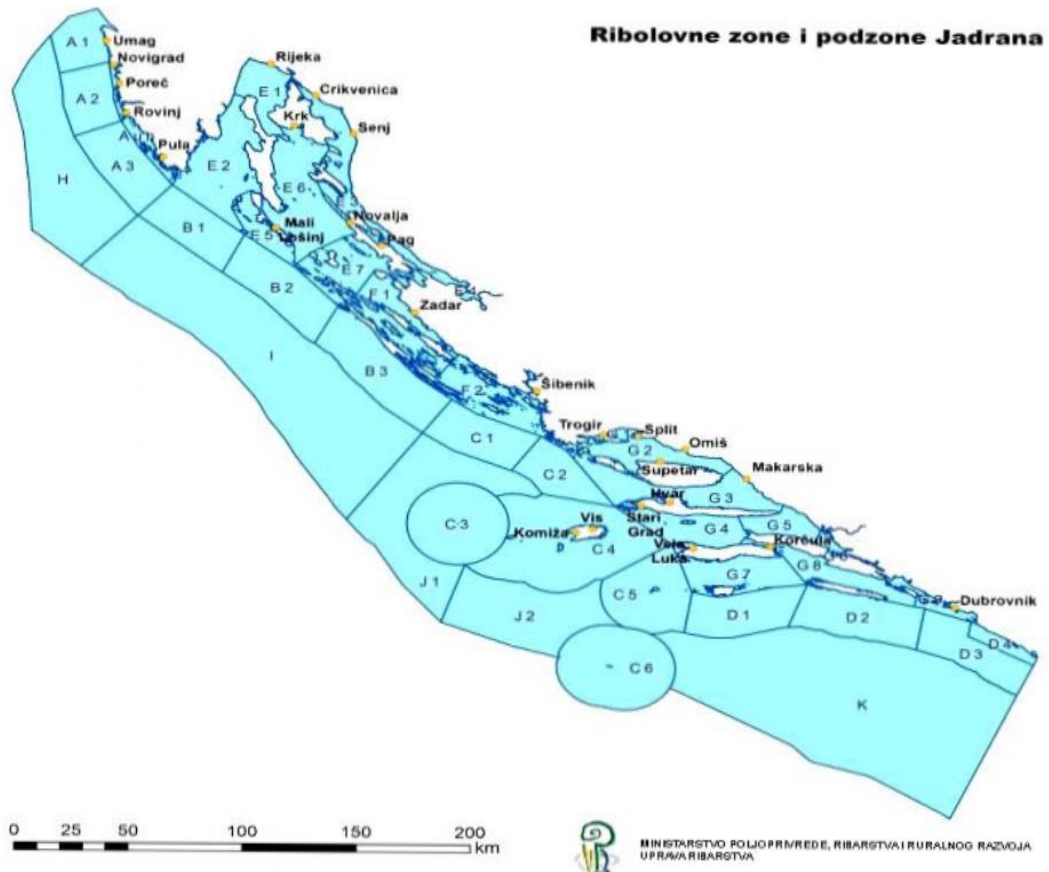 Ribolovne zone i podzone Jadrana
A 1
Umag
Novigrad
Poreč
A 2
Rovinj
Pula
A 3
H
Rijeka
E 1
Crikvenica
Krk
Senj
E 2
E 6
Novalja
Mali
Lošinj
E 5
Pag
B 1
E 7
B 2
F 1
Zadar
I
B 3
Šibenik
F 2
Trogir
Split
C 1
G 2
Omiš
Supetar
Makarska
C 2
Hvar
G 3
Stari
Grad
C 3
Vis
Komiža
C 4
G 4
G 5
Vela
Luka
Korčula
G 8
G 7
J 1
C 5
J 2
D 1
D 2
Dubrovnik
D 4
D 3
C 6
K
0 25 50 100 150 200
km
MINISTARSTVO POLJOPRIVREDE, RIBARSTVA I RURALNOG RAZVOJA
UPRAVA RIBARSTVA